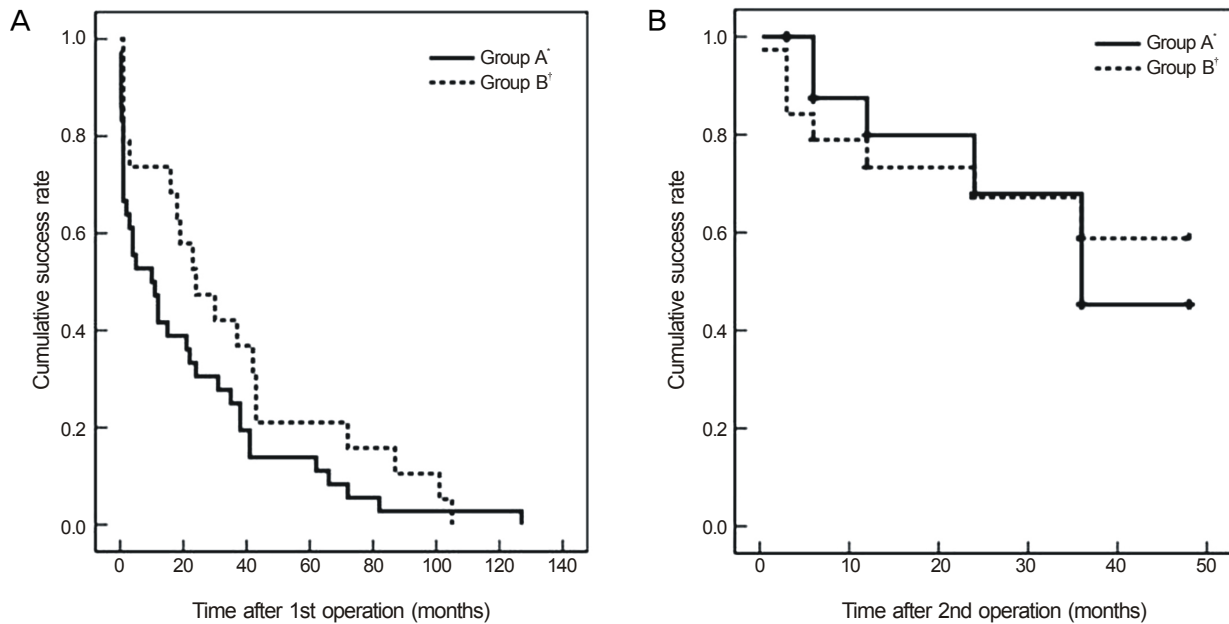 A
Cumulative success rate
1.0
0.8
0.6
0.4
0.2
0.0
Group A*
Group B†
0 20 40 60 80 100 120 140
Time after 1st operation (months)
B
Cumulative success rate
1.0
0.8
0.6
0.4
0.2
0.0
Group A*
Group B†
0 10 20 30 40 50
Time after 2nd operation (months)